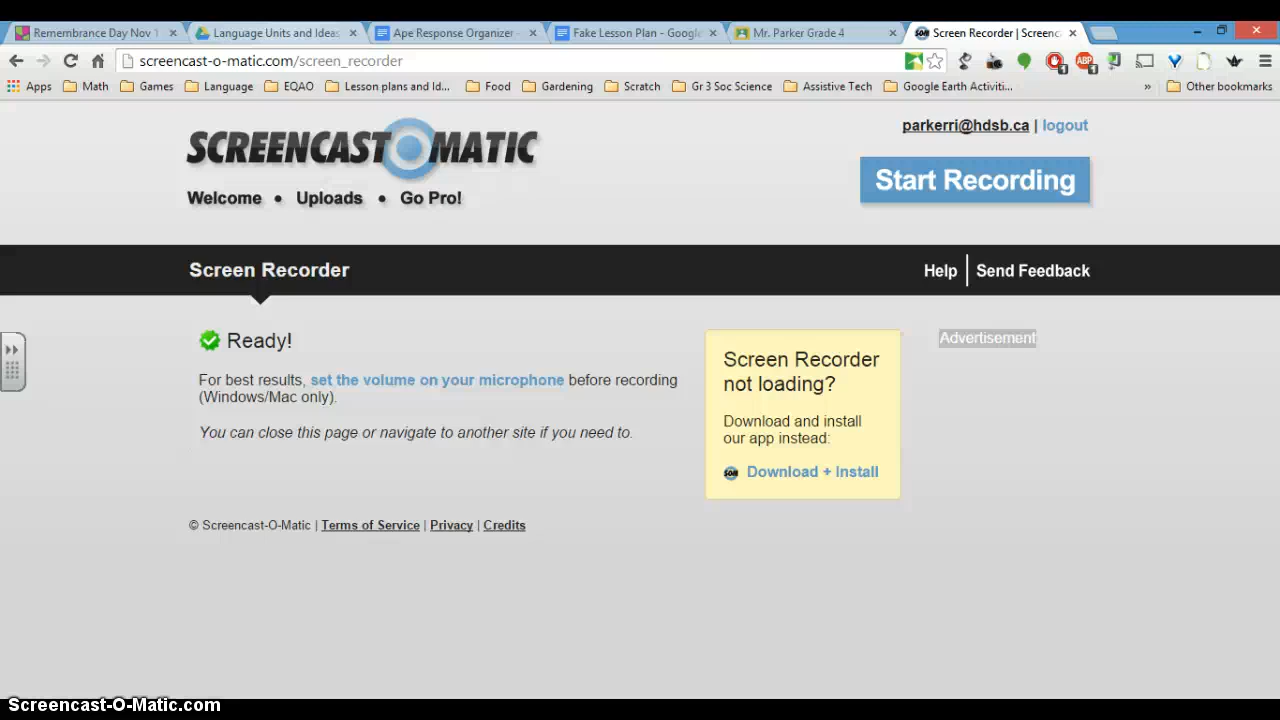 Remembrance Day Nov 1
Language Units and Ideas
Ape Response Organizer -
Fake Lesson Plan - Google
Mr. Parker Grade 4
Screen Recorder | Screenc
screencast-o-matic.com/screen_recorder
Apps
Math
Games
Language
EQAO
Lesson plans and Id...
Food
Gardening
Scratch
Gr 3 Soc Science
Assistive Tech
Google Earth Activiti...
»
Other bookmarks
SCREENCAST O MATIC
parkerri@hdsb.ca | logout
Start Recording
Welcome • Uploads • Go Pro!
Screen Recorder
Help | Send Feedback
Ready!
For best results, set the volume on your microphone before recording
(Windows/Mac only).
You can close this page or navigate to another site if you need to.
Screen Recorder
not loading?
Download and install
our app instead:
SOM Download + Install
Advertisement
© Screencast-O-Matic | Terms of Service | Privacy | Credits
Screencast-O-Matic.com